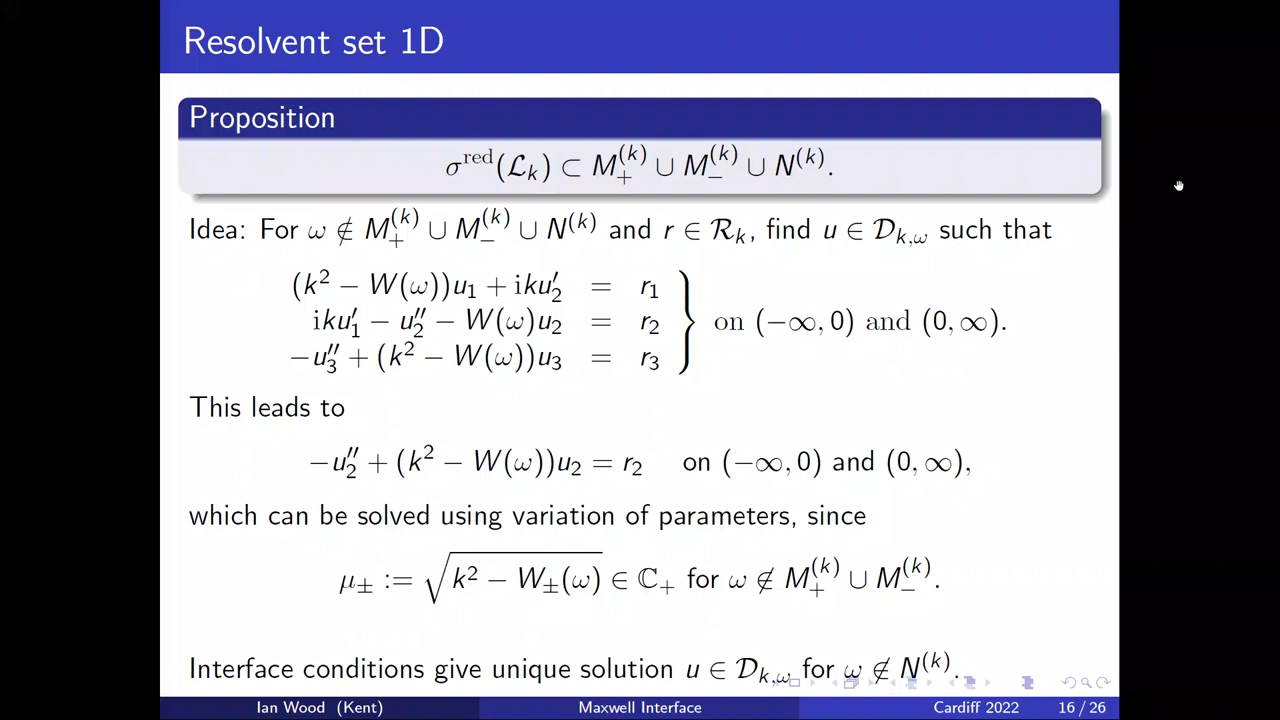 Resolvent set 1D
Proposition
σ^red(𝓛_k) ⊂ M_+^(k) ∪ M_−^(k) ∪ N^(k).
Idea: For ω ∉ M_+^(k) ∪ M_−^(k) ∪ N^(k) and r ∈ 𝓡_k, find u ∈ 𝓓_{k,ω} such that
(k² − W(ω))u₁ + iku₂′ = r₁
iku₁′ − u₂″ − W(ω)u₂ = r₂ } on (−∞, 0) and (0, ∞).
−u₃″ + (k² − W(ω))u₃ = r₃
This leads to
−u₂″ + (k² − W(ω))u₂ = r₂ on (−∞, 0) and (0, ∞),
which can be solved using variation of parameters, since
μ_± := √(k² − W_±(ω)) ∈ ℂ_+ for ω ∉ M_+^(k) ∪ M_−^(k).
Interface conditions give unique solution u ∈ 𝓓_{k,ω} for ω ∉ N^(k).
Ian Wood (Kent) Maxwell Interface Cardiff 2022 16 / 26